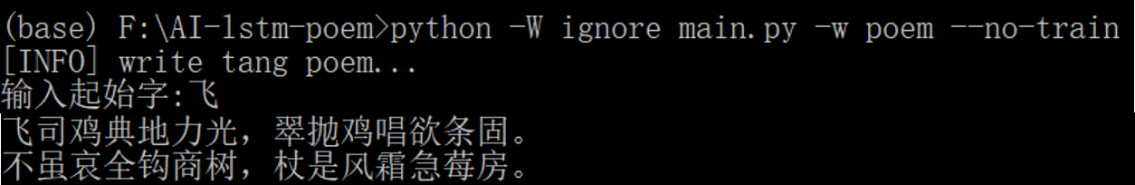 (base) F:\AI-lstm-poem>python -W ignore main.py -w poem --no-train
[INFO] write tang poem...
输入起始字:飞
飞司鸡典地力光，翠抛鸡唱欲条固。
不虽哀全钩商树，杖是风霜急莓房。